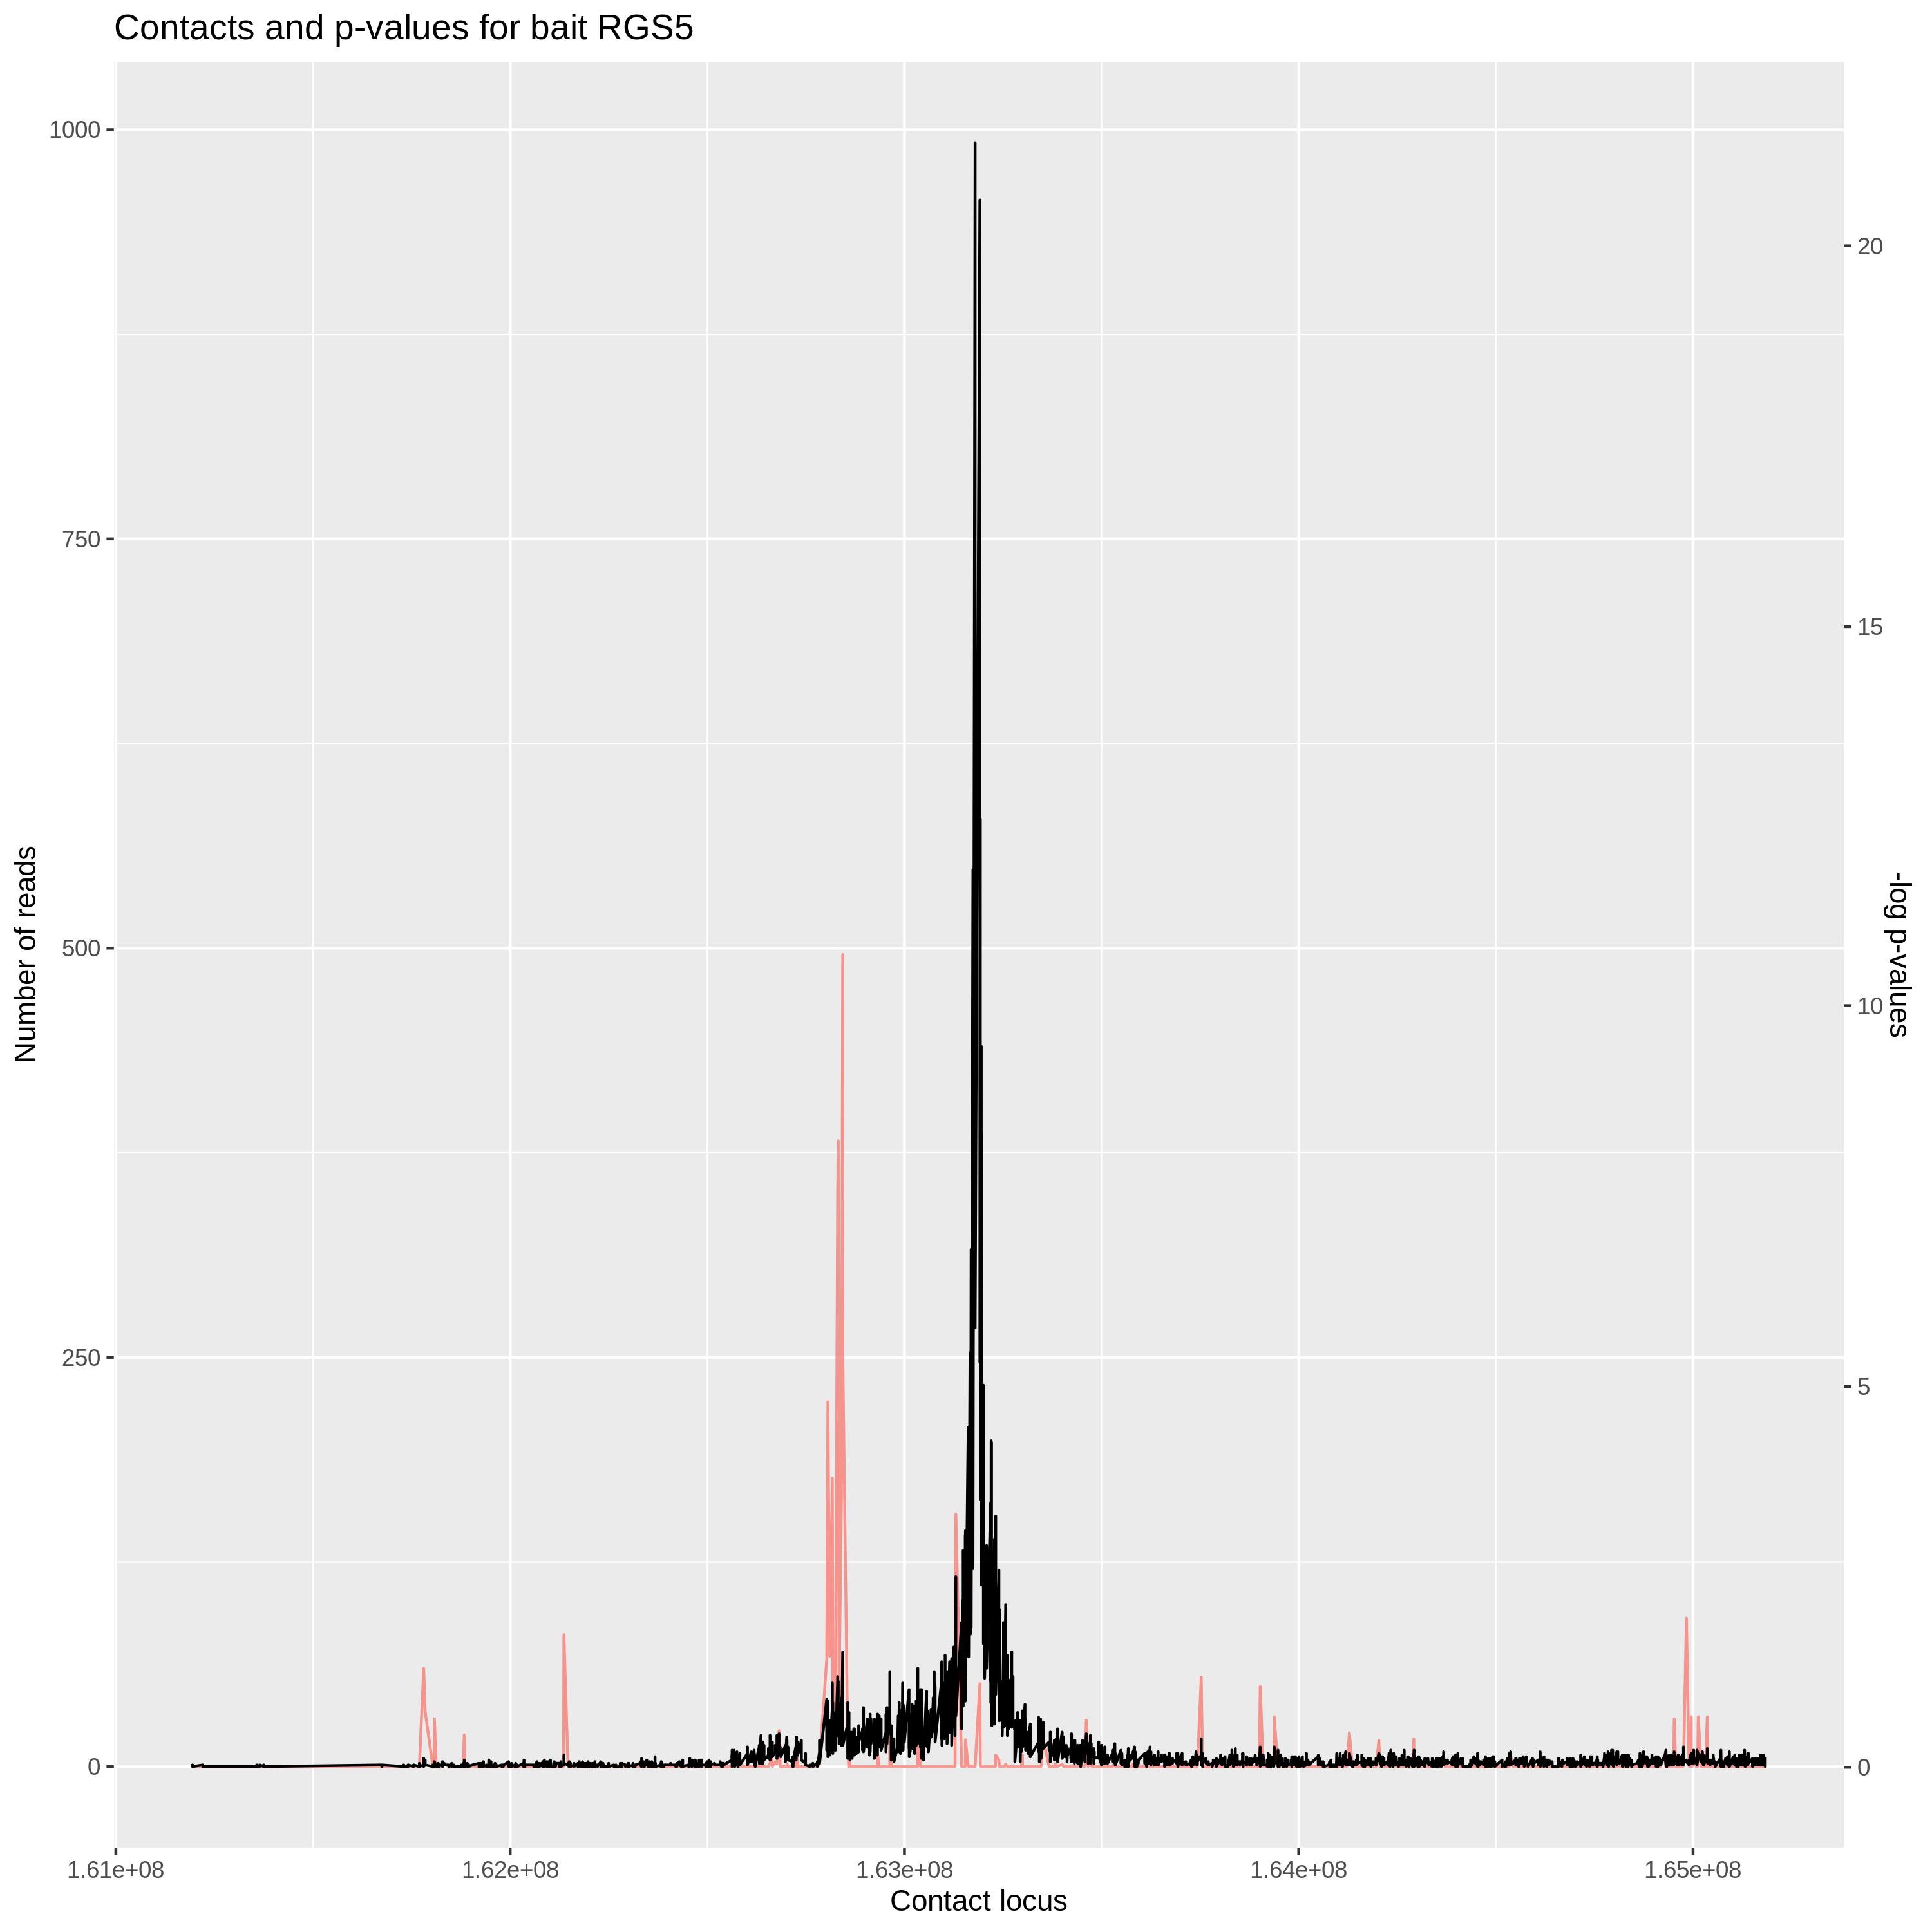 Contacts and p-values for bait RGS5
1000
750
500
250
0
Number of reads
20
15
10
5
0
-log p-values
1.61e+08
1.62e+08
1.63e+08
1.64e+08
1.65e+08
Contact locus